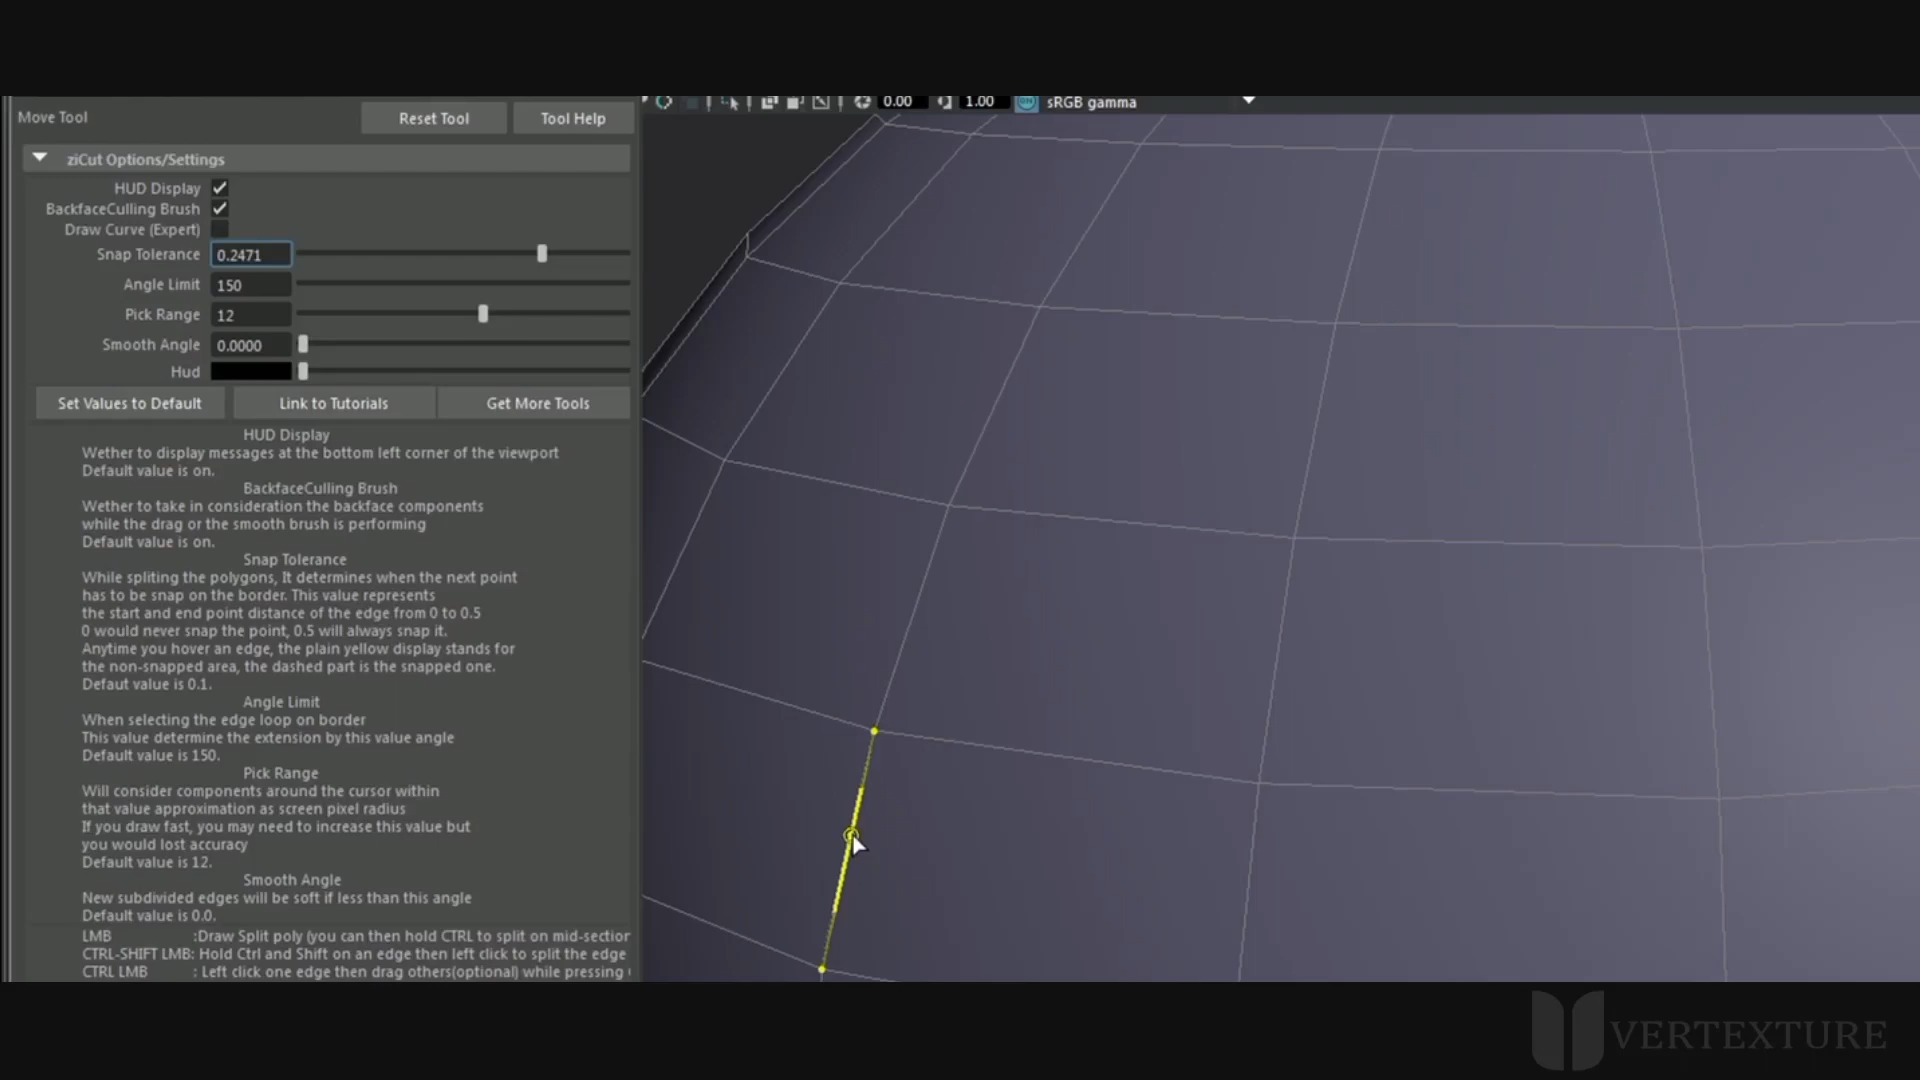 Move Tool
Reset Tool
Tool Help
0.00
1.00
ON
sRGB gamma
ziCut Options/Settings
HUD Display
BackfaceCulling Brush
Draw Curve (Expert)
Snap Tolerance 0.2471
Angle Limit 150
Pick Range 12
Smooth Angle 0.0000
Hud
Set Values to Default
Link to Tutorials
Get More Tools
HUD Display
Wether to display messages at the bottom left corner of the viewport
Default value is on.
BackfaceCulling Brush
Wether to take in consideration the backface components
while the drag or the smooth brush is performing
Default value is on.
Snap Tolerance
While spliting the polygons, It determines when the next point
has to be snap on the border. This value represents
the start and end point distance of the edge from 0 to 0.5
0 would never snap the point, 0.5 will always snap it.
Anytime you hover an edge, the plain yellow display stands for
the non-snapped area, the dashed part is the snapped one.
Defaut value is 0.1.
Angle Limit
When selecting the edge loop on border
This value determine the extension by this value angle
Default value is 150.
Pick Range
Will consider components around the cursor within
that value approximation as screen pixel radius
If you draw fast, you may need to increase this value but
you would lost accuracy
Default value is 12.
Smooth Angle
New subdivided edges will be soft if less than this angle
Default value is 0.0.
LMB :Draw Split poly (you can then hold CTRL to split on mid-section
CTRL-SHIFT LMB: Hold Ctrl and Shift on an edge then left click to split the edge
CTRL LMB : Left click one edge then drag others(optional) while pressing
VERTEXTURE